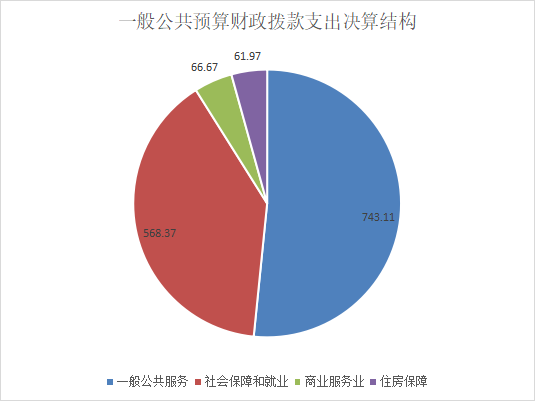 一般公共预算财政拨款支出决算结构
61.97
66.67
743.11
568.37
一般公共服务 社会保障和就业 商业服务业 住房保障